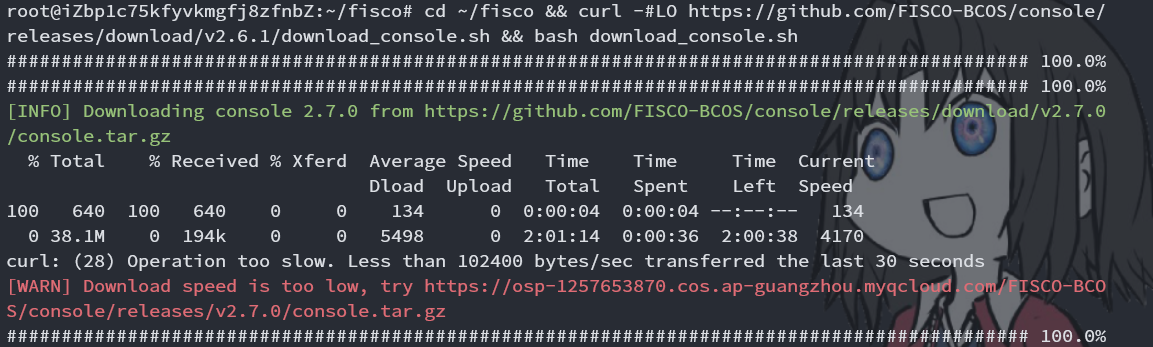 root@iZbp1c75kfyvkmgfj8zfnbZ:~/fisco# cd ~/fisco && curl -#LO https://github.com/FISCO-BCOS/console/
releases/download/v2.6.1/download_console.sh && bash download_console.sh
############################################################################################# 100.0%
############################################################################################# 100.0%
[INFO] Downloading console 2.7.0 from https://github.com/FISCO-BCOS/console/releases/download/v2.7.0
/console.tar.gz
  % Total    % Received % Xferd  Average Speed   Time    Time     Time  Current
                                 Dload  Upload   Total   Spent    Left  Speed
100   640  100   640    0     0    134      0  0:00:04  0:00:04 --:--:--   134
  0 38.1M    0  194k    0     0   5498      0  2:01:14  0:00:36  2:00:38  4170
curl: (28) Operation too slow. Less than 102400 bytes/sec transferred the last 30 seconds
[WARN] Download speed is too low, try https://osp-1257653870.cos.ap-guangzhou.myqcloud.com/FISCO-BCO
S/console/releases/v2.7.0/console.tar.gz
############################################################################################# 100.0%